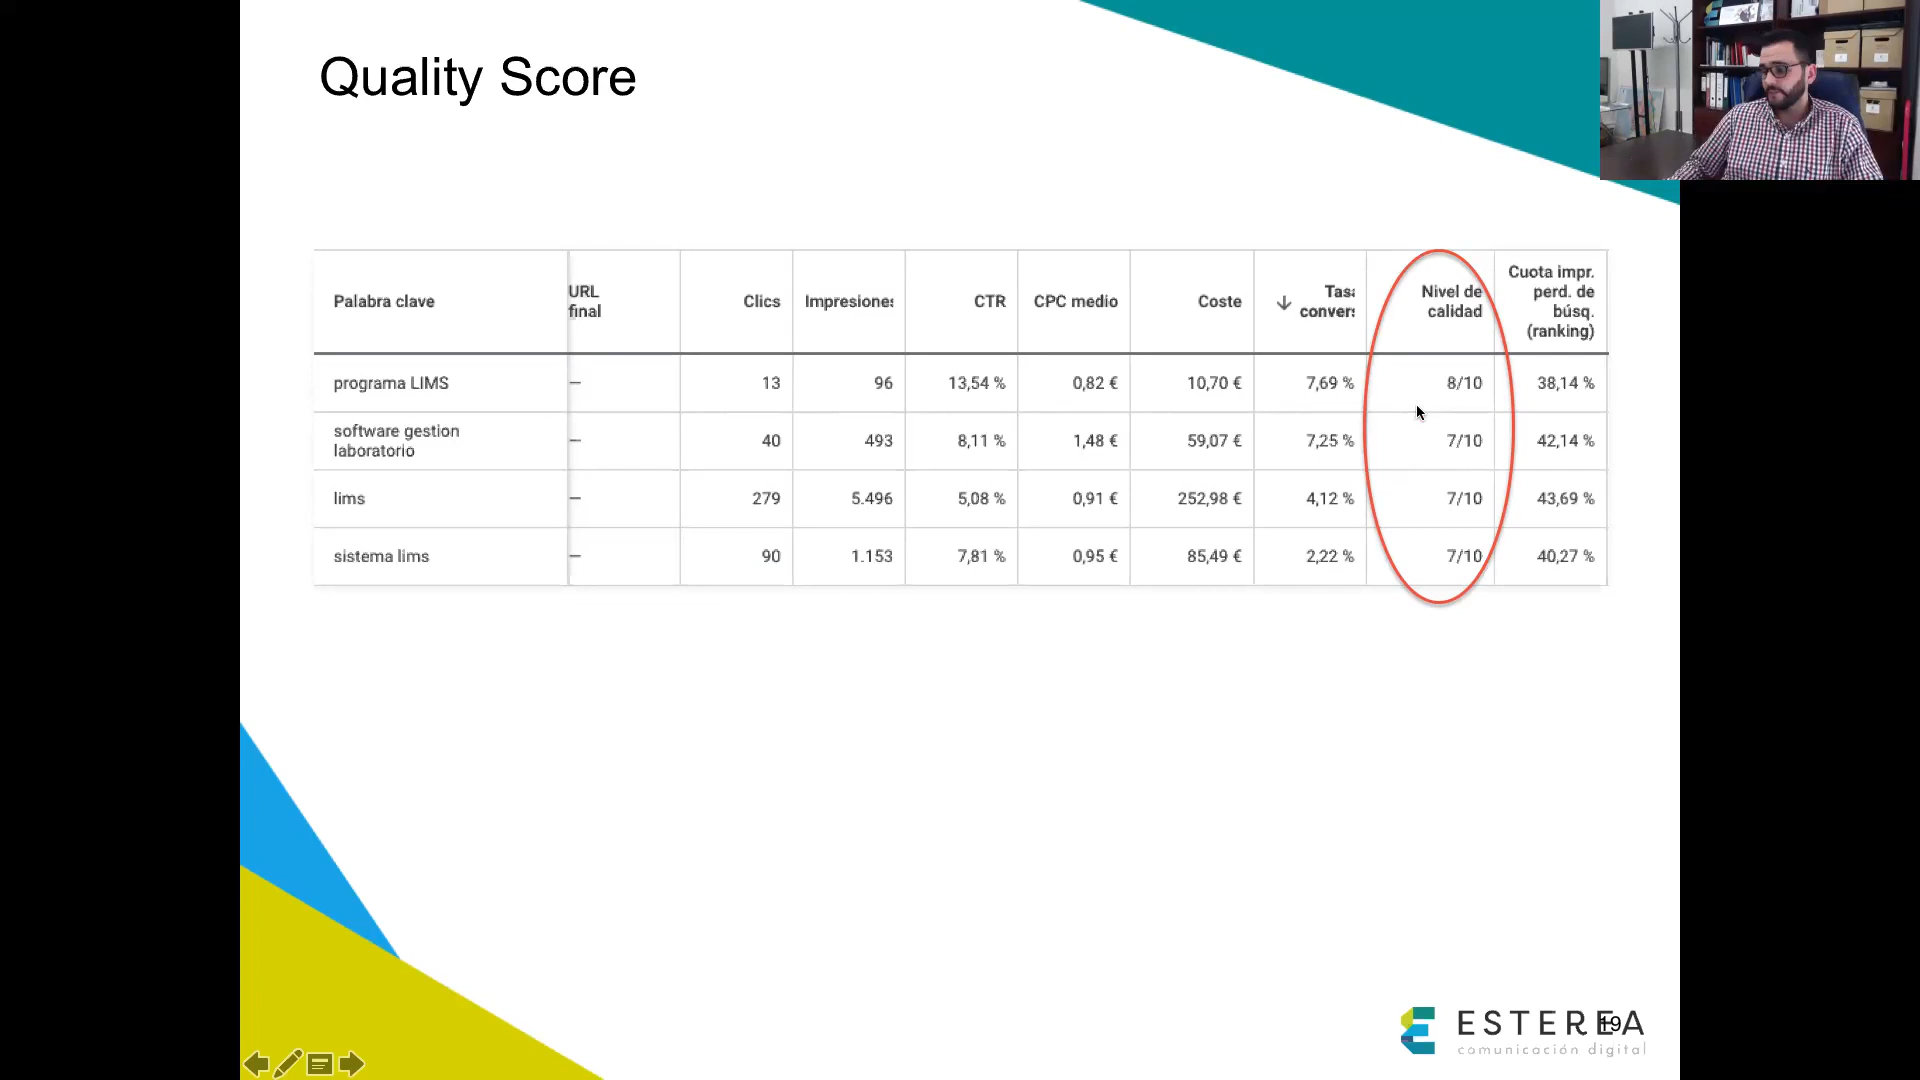 Quality Score
Palabra clave URL final Clics Impresiones CTR CPC medio Coste Tasa convers Nivel de calidad Cuota impr. perd. de búsq. (ranking)
programa LIMS — 13 96 13,54 % 0,82 € 10,70 € 7,69 % 8/10 38,14 %
software gestion laboratorio — 40 493 8,11 % 1,48 € 59,07 € 7,25 % 7/10 42,14 %
lims — 279 5.496 5,08 % 0,91 € 252,98 € 4,12 % 7/10 43,69 %
sistema lims — 90 1.153 7,81 % 0,95 € 85,49 € 2,22 % 7/10 40,27 %
ESTEREA
19
comunicación digital